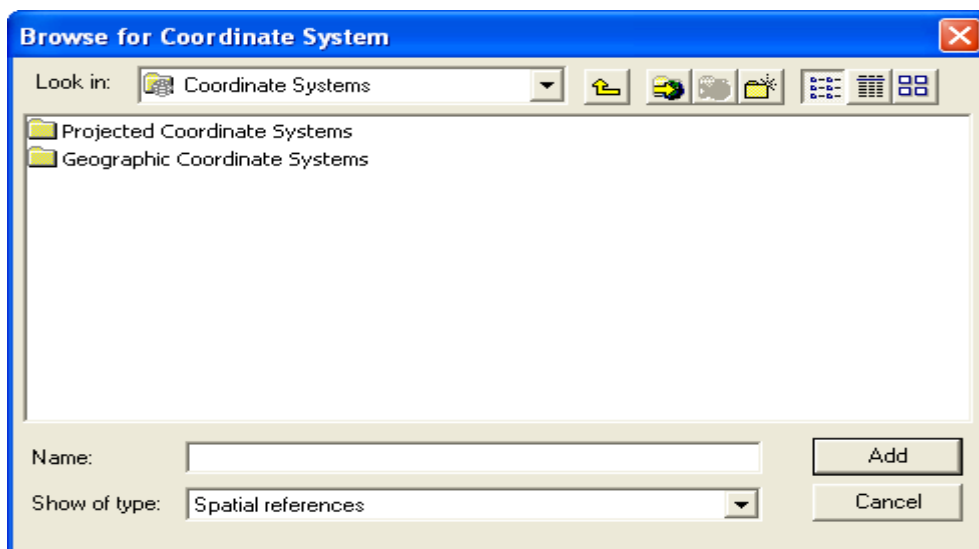 Browse for Coordinate System
Look in: Coordinate Systems
Projected Coordinate Systems
Geographic Coordinate Systems
Name: Add
Show of type: Spatial references Cancel